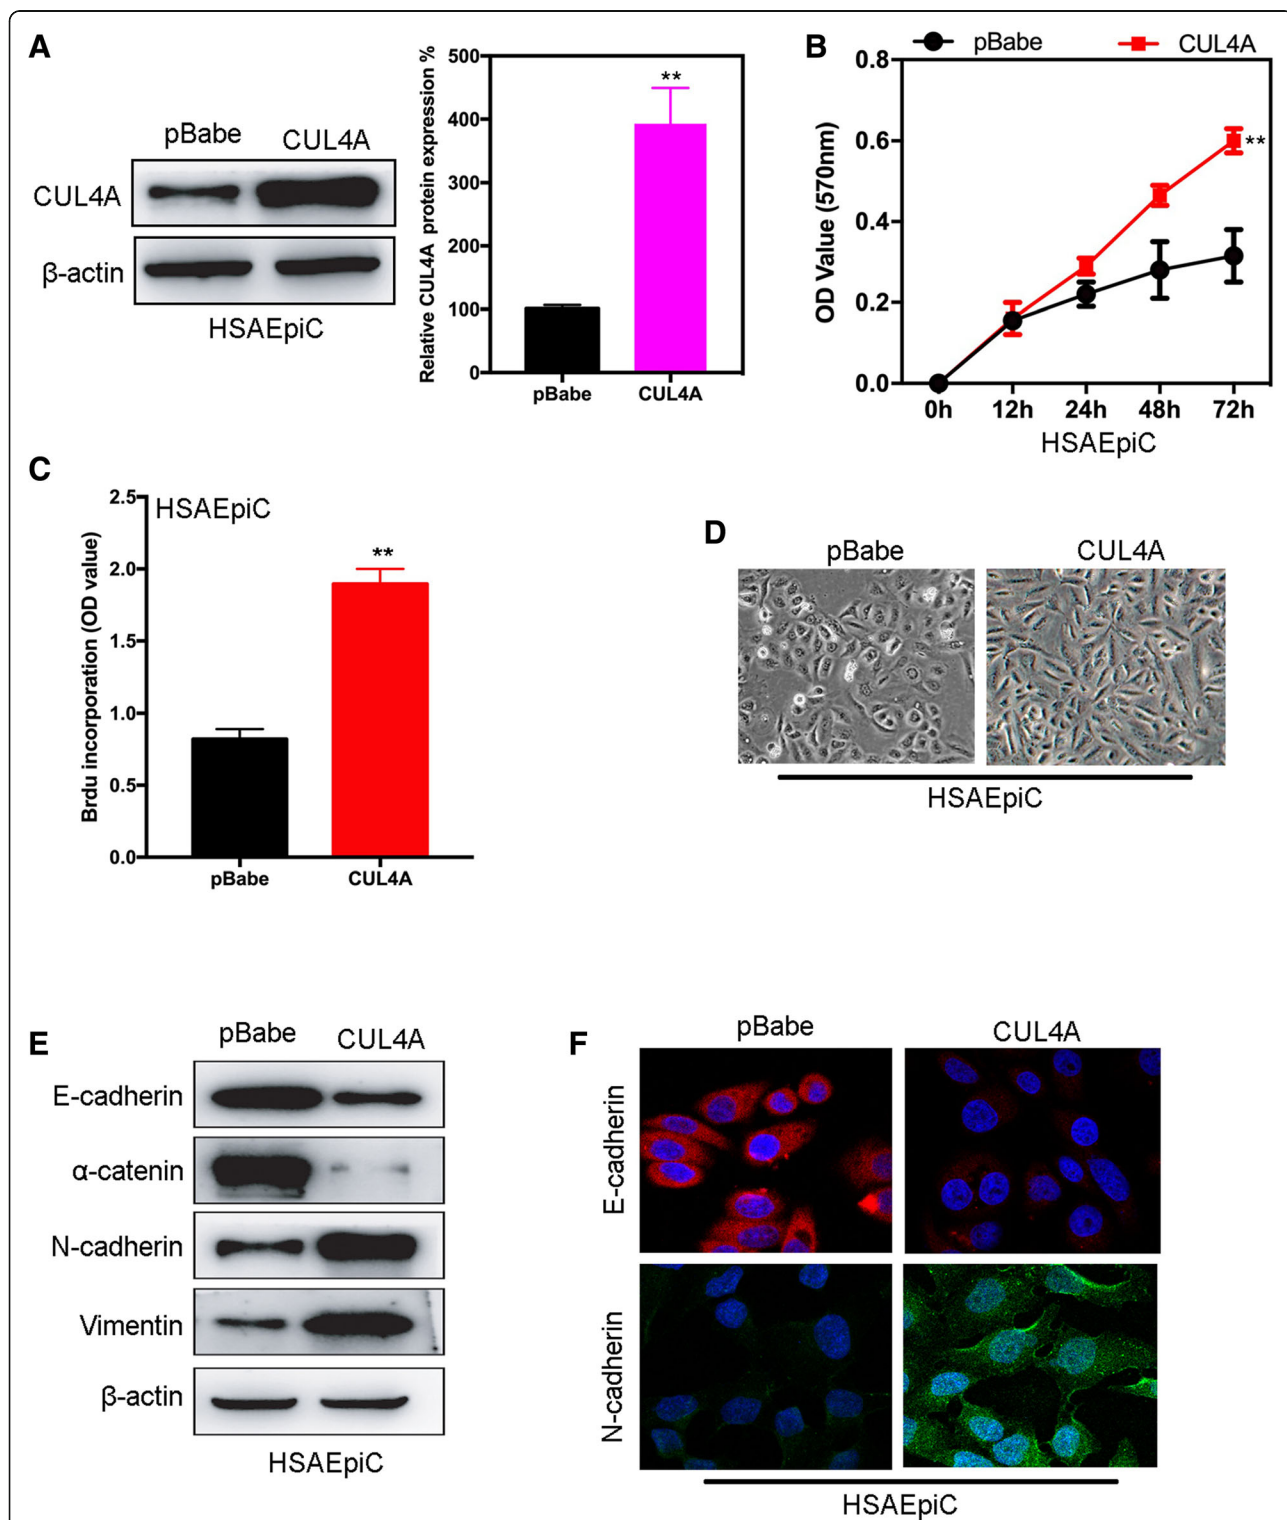 A
pBabe
CUL4A
CUL4A
β-actin
HSAEpiC
Relative CUL4A protein expression %
500
400
300
200
100
0
**
pBabe
CUL4A
B
pBabe
CUL4A
OD Value (570nm)
0.8
0.6
0.4
0.2
0.0
**
0h
12h
24h
48h
72h
HSAEpiC
C
HSAEpiC
Brdu incorporation (OD value)
2.5
2.0
1.5
1.0
0.5
0.0
**
pBabe
CUL4A
D
pBabe
CUL4A
HSAEpiC
E
pBabe
CUL4A
E-cadherin
α-catenin
N-cadherin
Vimentin
β-actin
HSAEpiC
F
pBabe
CUL4A
E-cadherin
N-cadherin
HSAEpiC